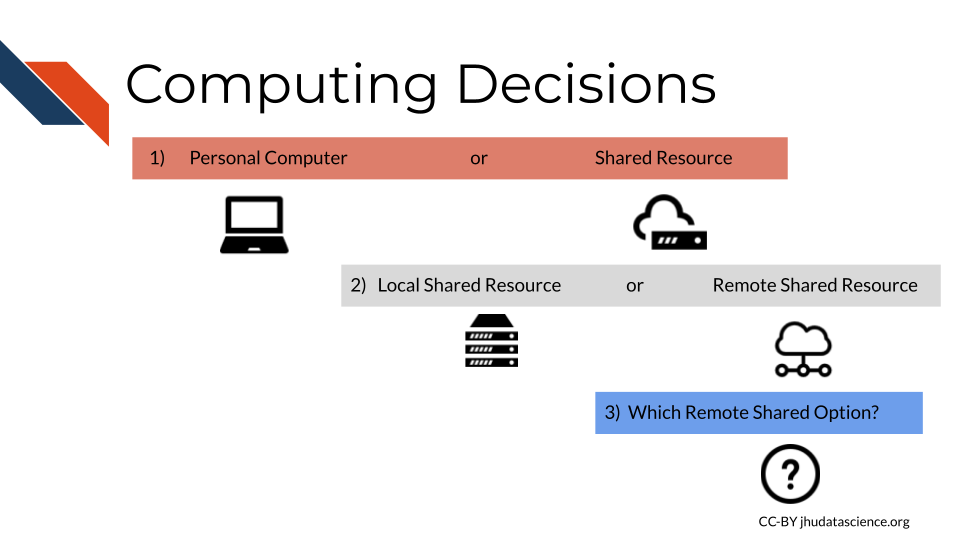 Computing Decisions
1) Personal Computer or Shared Resource
2) Local Shared Resource or Remote Shared Resource
3) Which Remote Shared Option?
?
CC-BY jhudatascience.org